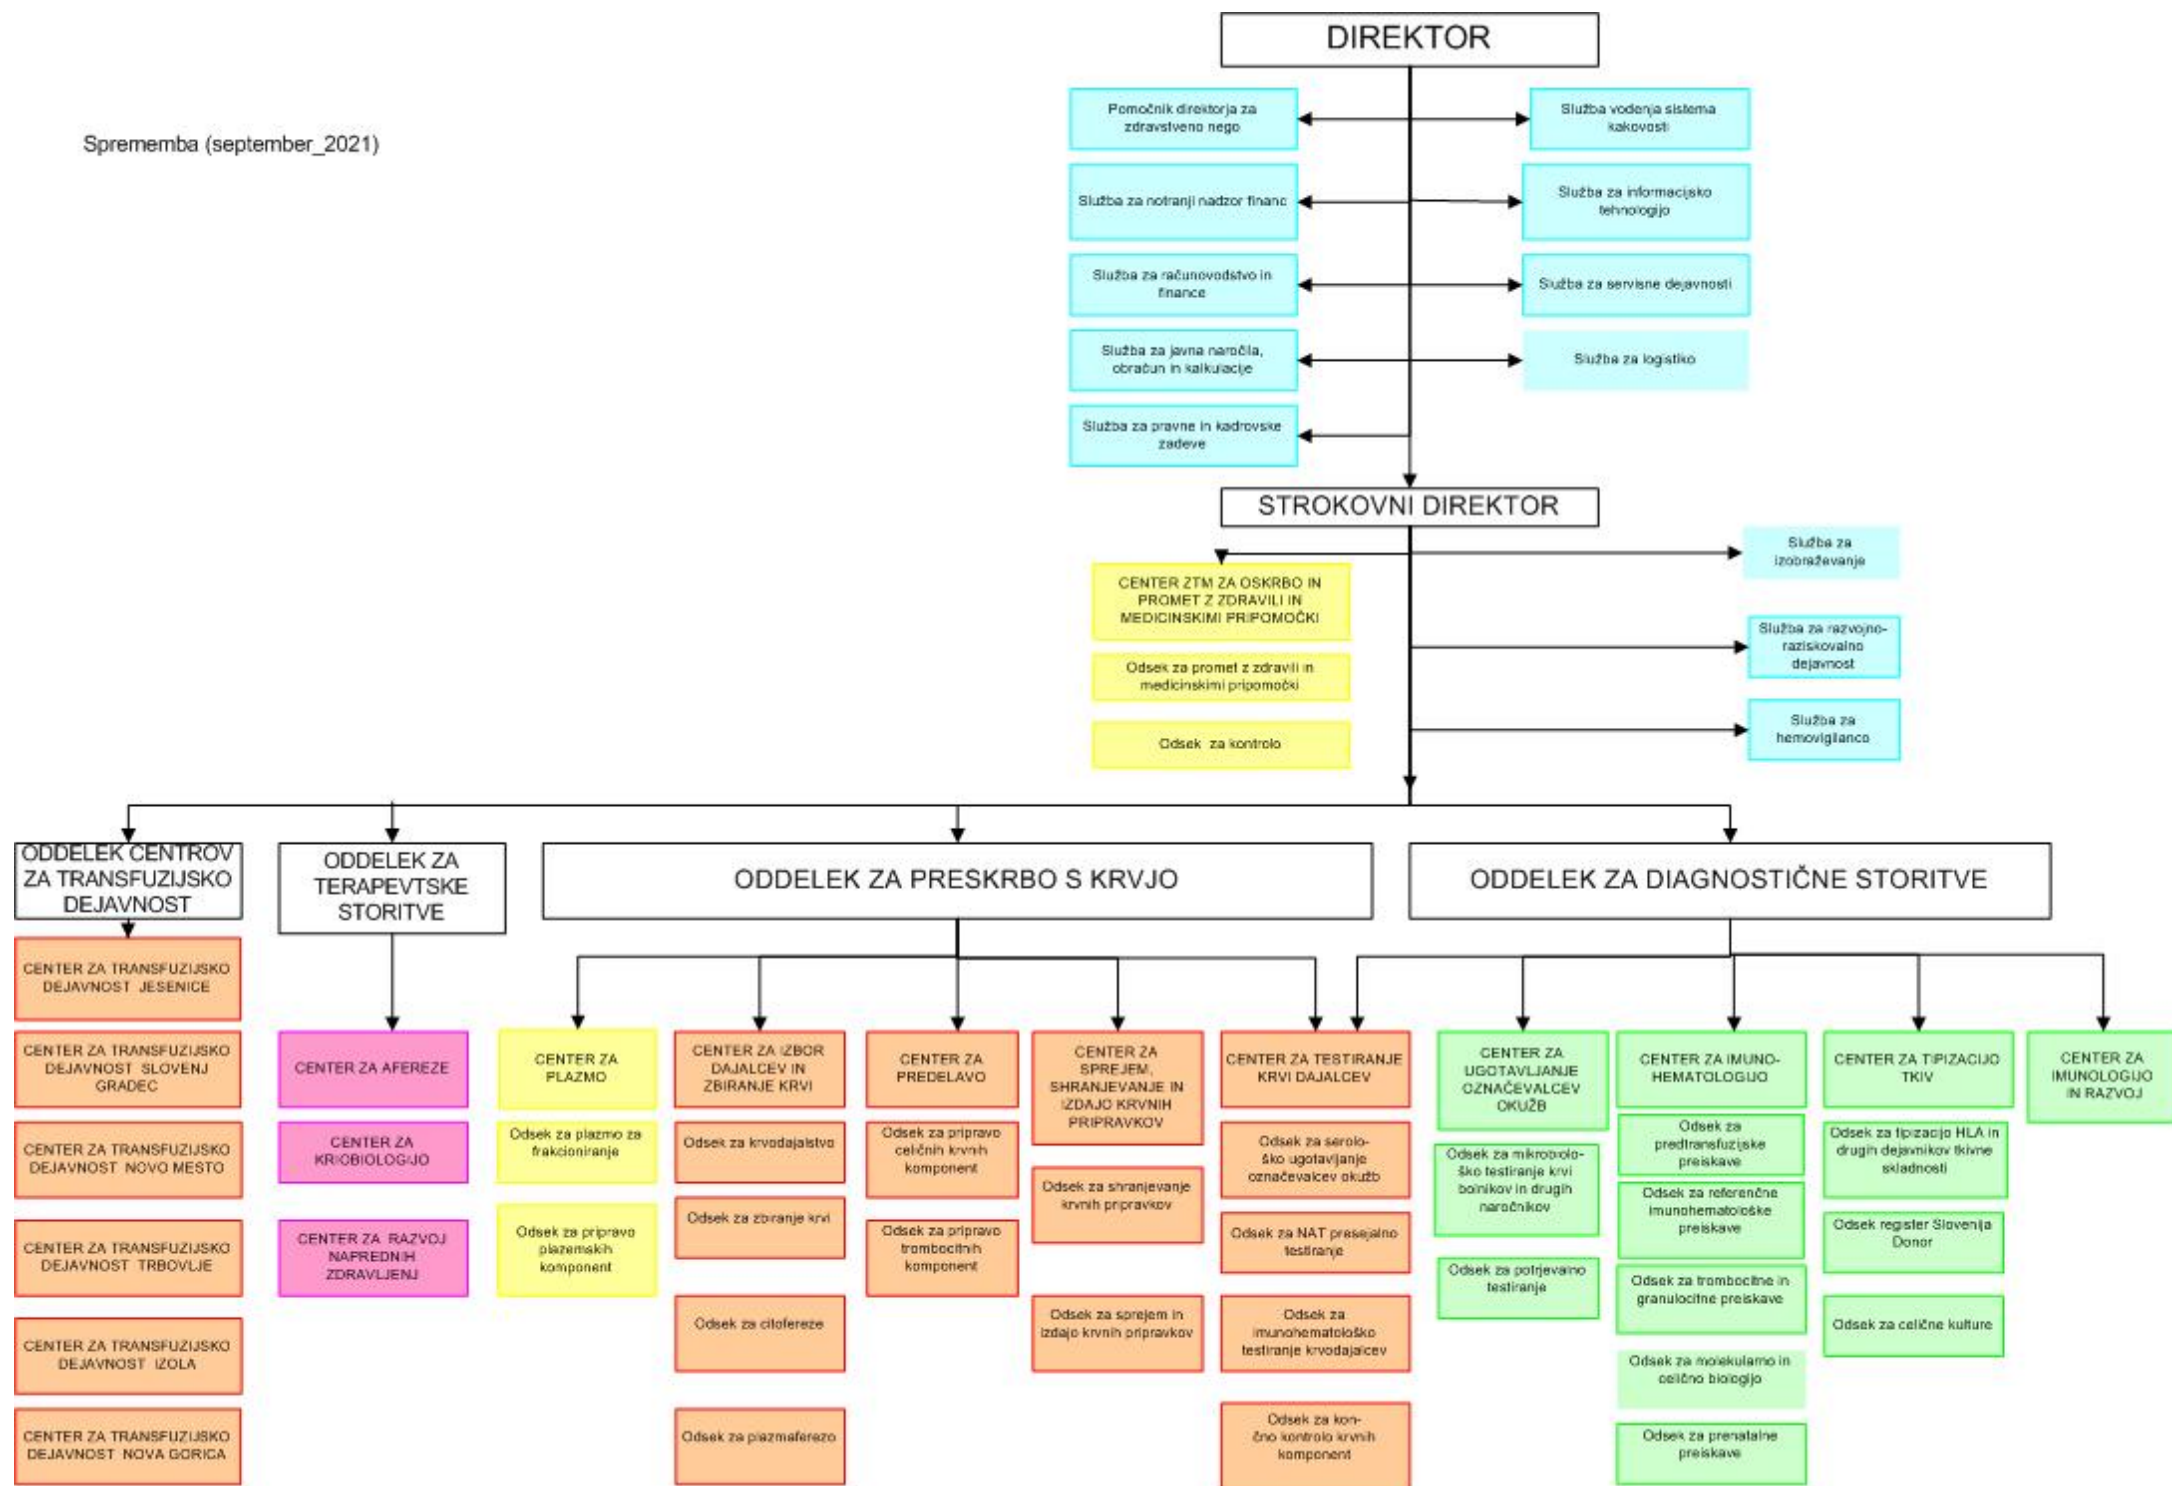 DIREKTOR
Sprememba (september_2021)
Pomočnik direktorja za
zdravstveno nego
Služba vodenja sistema
kakovosti
Služba za notranji nadzor financ
Služba za informacijsko
tehnologijo
Služba za računovodstvo in
finance
Služba za servisne dejavnosti
Služba za javna naročila,
obračun in kalkulacije
Služba za logistiko
Služba za pravne in kadrovske
zadeve
STROKOVNI DIREKTOR
Služba za
izobraževanje
CENTER ZTM ZA OSKRBO IN
PROMET Z ZDRAVILI IN
MEDICINSKIMI PRIPOMOČKI
Služba za razvojno-
raziskovalno
dejavnost
Odsek za promet z zdravili in
medicinskimi pripomočki
Služba za
hemovigilanco
Odsek za kontrolo
ODDELEK CENTROV
ZA TRANSFUZIJSKO
DEJAVNOST
ODDELEK ZA
TERAPEVTSKE
STORITVE
ODDELEK ZA PRESKRBO S KRVJO
ODDELEK ZA DIAGNOSTIČNE STORITVE
CENTER ZA TRANSFUZIJSKO
DEJAVNOST JESENICE
CENTER ZA TRANSFUZIJSKO
DEJAVNOST SLOVENJ
GRADEC
CENTER ZA TRANSFUZIJSKO
DEJAVNOST NOVO MESTO
CENTER ZA TRANSFUZIJSKO
DEJAVNOST TRBOVLJE
CENTER ZA TRANSFUZIJSKO
DEJAVNOST IZOLA
CENTER ZA TRANSFUZIJSKO
DEJAVNOST NOVA GORICA
CENTER ZA AFEREZE
CENTER ZA
KRIOBIOLOGIJO
CENTER ZA RAZVOJ
NAPREDNIH
ZDRAVLJENJ
CENTER ZA
PLAZMO
Odsek za plazmo za
frakcioniranje
Odsek za pripravo
plazemskih
komponent
CENTER ZA IZBOR
DAJALCEV IN
ZBIRANJE KRVI
Odsek za krvodajalstvo
Odsek za zbiranje krvi
Odsek za citofereze
Odsek za plazmaferezo
CENTER ZA
PREDELAVO
Odsek za pripravo
celičnih krvnih
komponent
Odsek za pripravo
trombocitnih
komponent
CENTER ZA
SPREJEM,
SHRANJEVANJE IN
IZDAJO KRVNIH
PRIPRAVKOV
Odsek za shranjevanje
krvnih pripravkov
Odsek za sprejem in
izdajo krvnih pripravkov
CENTER ZA TESTIRANJE
KRVI DAJALCEV
Odsek za serolo-
ško ugotavljanje
označevalcev okužb
Odsek za NAT presejalno
testiranje
Odsek za
imunohematološko
testiranje krvodajalcev
Odsek za kon-
čno kontrolo krvnih
komponent
CENTER ZA
UGOTAVLJANJE
OZNAČEVALCEV
OKUŽB
Odsek za mikrobiolo-
ško testiranje krvi
bolnikov in drugih
naročnikov
Odsek za potrjevalno
testiranje
CENTER ZA IMUNO-
HEMATOLOGIJO
Odsek za
predtransfuzijske
preiskave
Odsek za referenčne
imunohematološke
preiskave
Odsek za trombocitne in
granulocitne preiskave
Odsek za molekularno in
celično biologijo
Odsek za prenatalne
preiskave
CENTER ZA TIPIZACIJO
TKIV
Odsek za tipizacijo HLA in
drugih dejavnikov tkivne
skladnosti
Odsek register Slovenija
Donor
Odsek za celične kulture
CENTER ZA
IMUNOLOGIJO
IN RAZVOJ